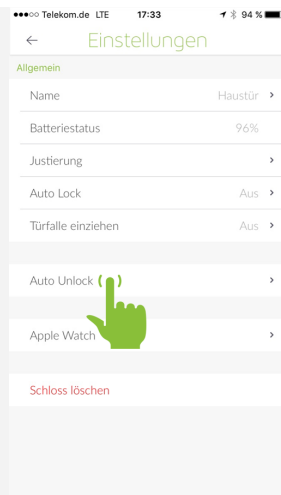 Telekom.de LTE 17:33 94 %
Einstellungen
Allgemein
Name Haustür
Batteriestatus 96%
Justierung
Auto Lock Aus
Türfalle einziehen Aus
Auto Unlock
Apple Watch
Schloss löschen